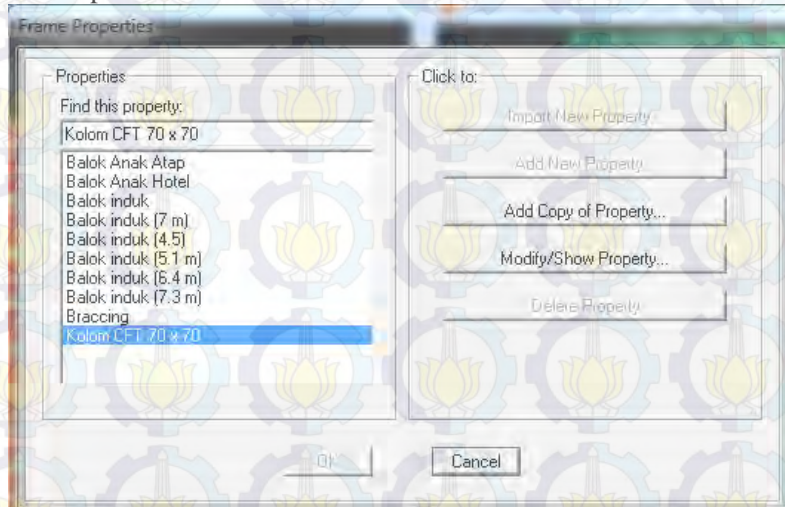 Frame Properties
Properties
Find this property:
Kolom CFT 70 x 70
Balok Anak Atap
Balok Anak Hotel
Balok induk
Balok induk (7 m)
Balok induk (4.5)
Balok induk (5.1 m)
Balok induk (6.4 m)
Balok induk (7.3 m)
Braccing
Kolom CFT 70 x 70
Click to:
Import New Property...
Add New Property...
Add Copy of Property...
Modify/Show Property...
Delete Property
OK
Cancel